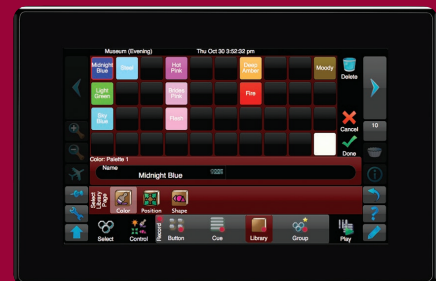 Museum (Evening) Thu Oct 30 3:52:32 pm
Midnight Blue Steel Hot Pink Deep Amber Moody Delete
Light Green Broadway Pink Fire
Sky Blue Flesh Cancel 10
Done
Color: Palette 1
Name
Midnight Blue
Select Library Page
Color Position Shape
Select Control Record Button Cue Library Group Play